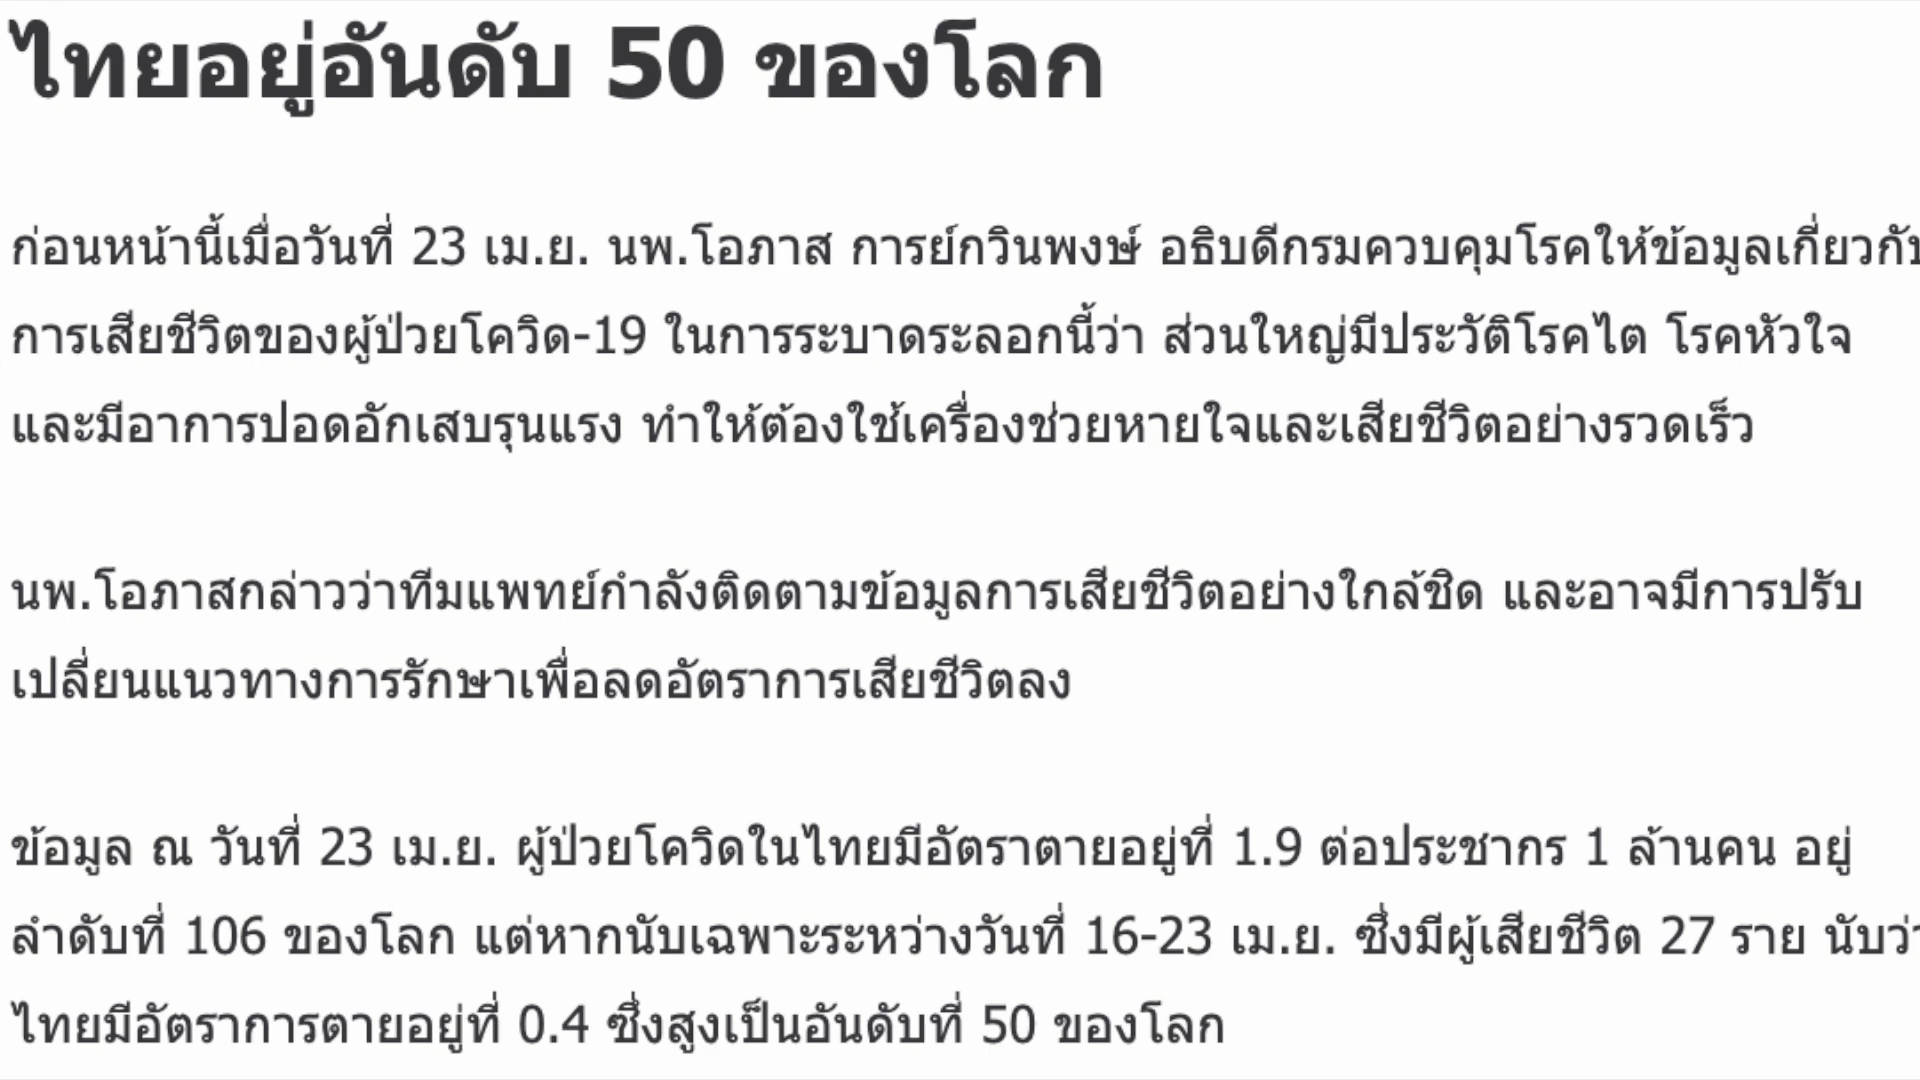 ไทยอยู่อันดับ 50 ของโลก
ก่อนหน้านี้เมื่อวันที่ 23 เม.ย. นพ.โอภาส การย์กวินพงษ์ อธิบดีกรมควบคุมโรคให้ข้อมูลเกี่ยวกับ
การเสียชีวิตของผู้ป่วยโควิด-19 ในการระบาดระลอกนี้ว่า ส่วนใหญ่มีประวัติโรคไต โรคหัวใจ
และมีอาการปอดอักเสบรุนแรง ทำให้ต้องใช้เครื่องช่วยหายใจและเสียชีวิตอย่างรวดเร็ว
นพ.โอภาสกล่าวว่าทีมแพทย์กำลังติดตามข้อมูลการเสียชีวิตอย่างใกล้ชิด และอาจมีการปรับ
เปลี่ยนแนวทางการรักษาเพื่อลดอัตราการเสียชีวิตลง
ข้อมูล ณ วันที่ 23 เม.ย. ผู้ป่วยโควิดในไทยมีอัตราตายอยู่ที่ 1.9 ต่อประชากร 1 ล้านคน อยู่
ลำดับที่ 106 ของโลก แต่หากนับเฉพาะระหว่างวันที่ 16-23 เม.ย. ซึ่งมีผู้เสียชีวิต 27 ราย นับว่า
ไทยมีอัตราการตายอยู่ที่ 0.4 ซึ่งสูงเป็นอันดับที่ 50 ของโลก